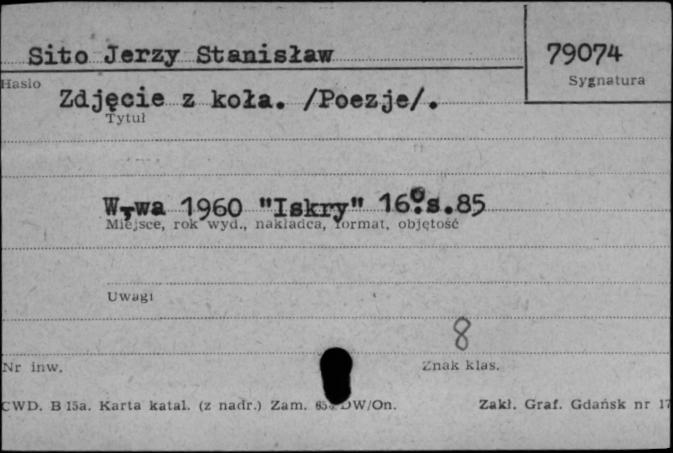 Sito Jerzy Stanisław
79074
Hasło
Sygnatura
Zdjęcie z koła. /Poezje/.
Tytuł
W-wa 1960 "Iskry" 16°.s.85
Miejsce, rok wyd., nakładca, format, objętość
Uwagi
8
Nr inw.
Znak klas.
CWD. B 15a. Karta katal. (z nadr.) Zam. DW/On.
Zakł. Graf. Gdańsk nr 17